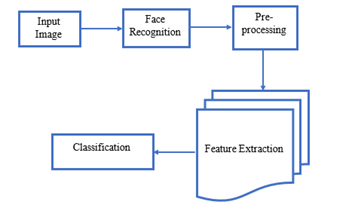 Input
Image
Face
Recognition
Pre-
processing
Feature Extraction
Classification